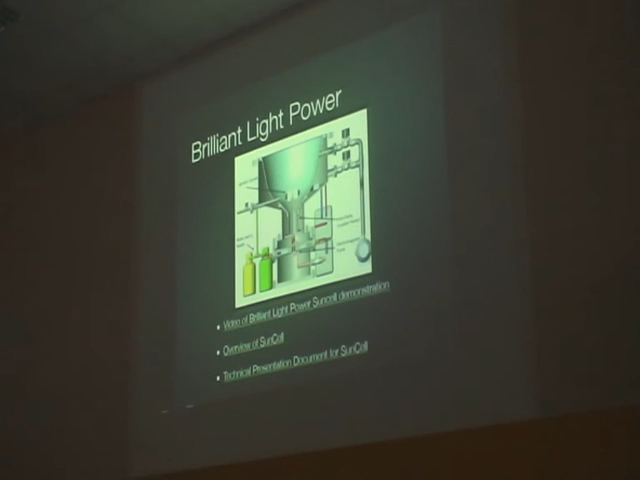 Brilliant Light Power
• Video of Brilliant Light Power Suncell demonstration
• Overview of SunCell
• Technical Presentation Document for SunCell